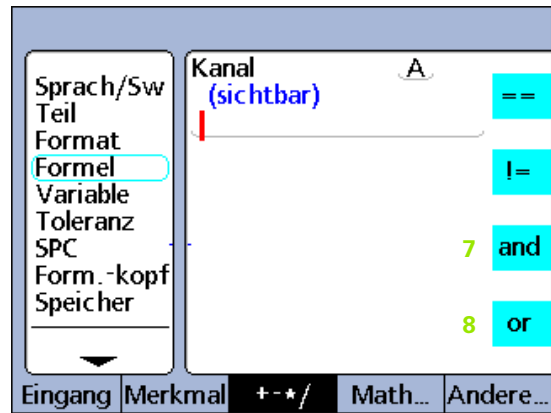 Sprach/Sw
Teil
Format
Formel
Variable
Toleranz
SPC
Form.-kopf
Speicher
Kanal A
(sichtbar)
==
!=
7 and
8 or
Eingang Merkmal +-*/ Math... Andere...